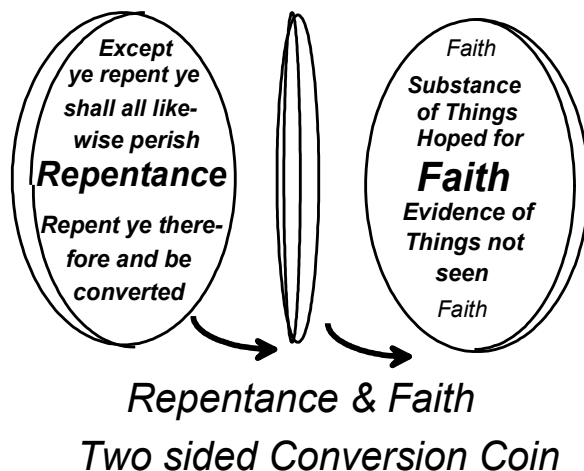 Except
ye repent ye
shall all like-
wise perish
Repentance
Repent ye there-
fore and be
converted
Faith
Substance
of Things
Hoped for
Faith
Evidence of
Things not
seen
Faith
Repentance & Faith
Two sided Conversion Coin